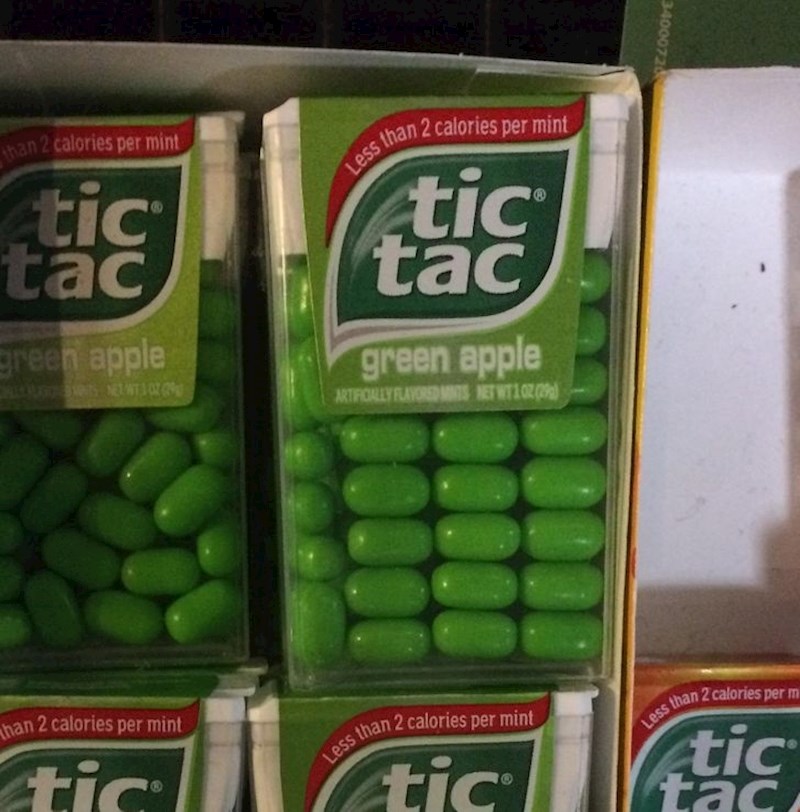 3400072
than 2 calories per mint
tic®
tac
green apple
MINTS NET WT 1 OZ (29g)
Less than 2 calories per mint
tic®
tac
green apple
ARTIFICIALLY FLAVORED MINTS NET WT 1 OZ (29g)
than 2 calories per mint
tic®
Less than 2 calories per mint
tic®
Less than 2 calories per m
tic®
tac